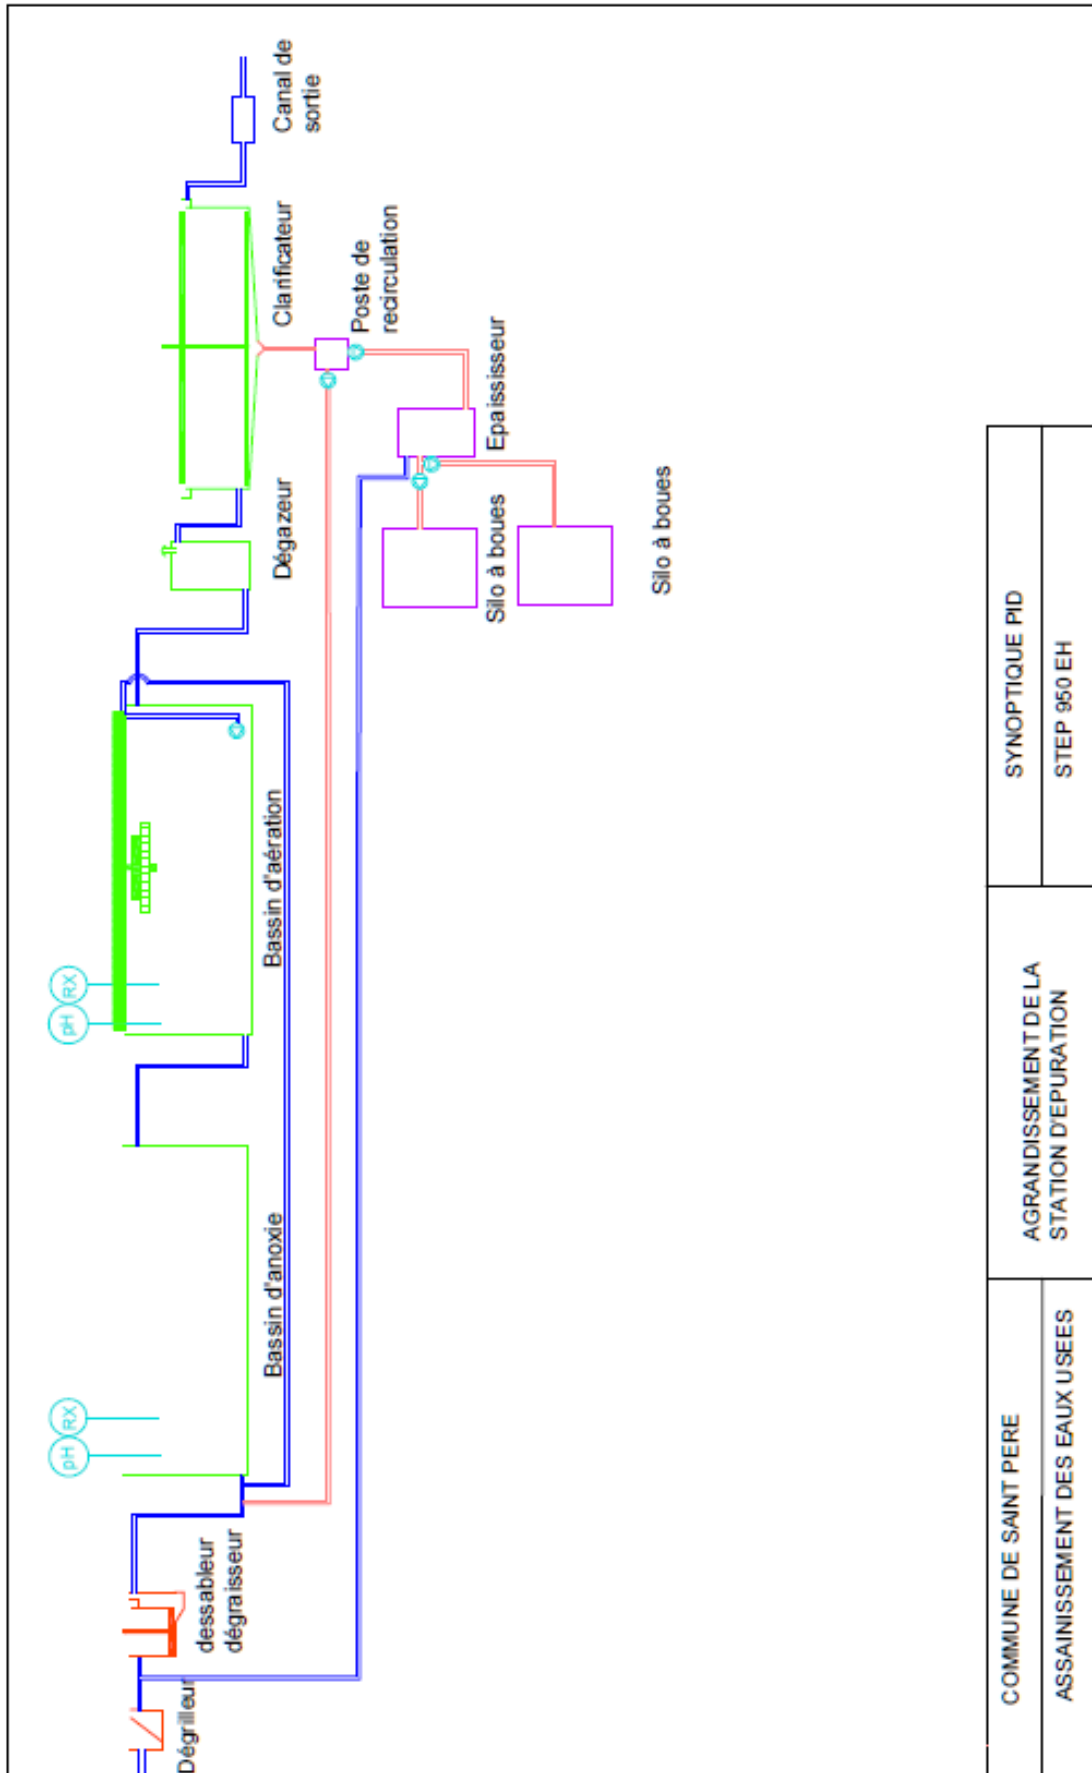 pH
RX
pH
RX
Dégrilleur
dessableur
dégraisseur
Bassin d'anoxie
Bassin d'aération
Dégazeur
Clarificateur
Canal de
sortie
Poste de
recirculation
Epaississeur
Silo à boues
Silo à boues
COMMUNE DE SAINT PERE
ASSAINISSEMENT DES EAUX USEES
AGRANDISSEMENT DE LA
STATION D'EPURATION
SYNOPTIQUE PID
STEP 950 EH